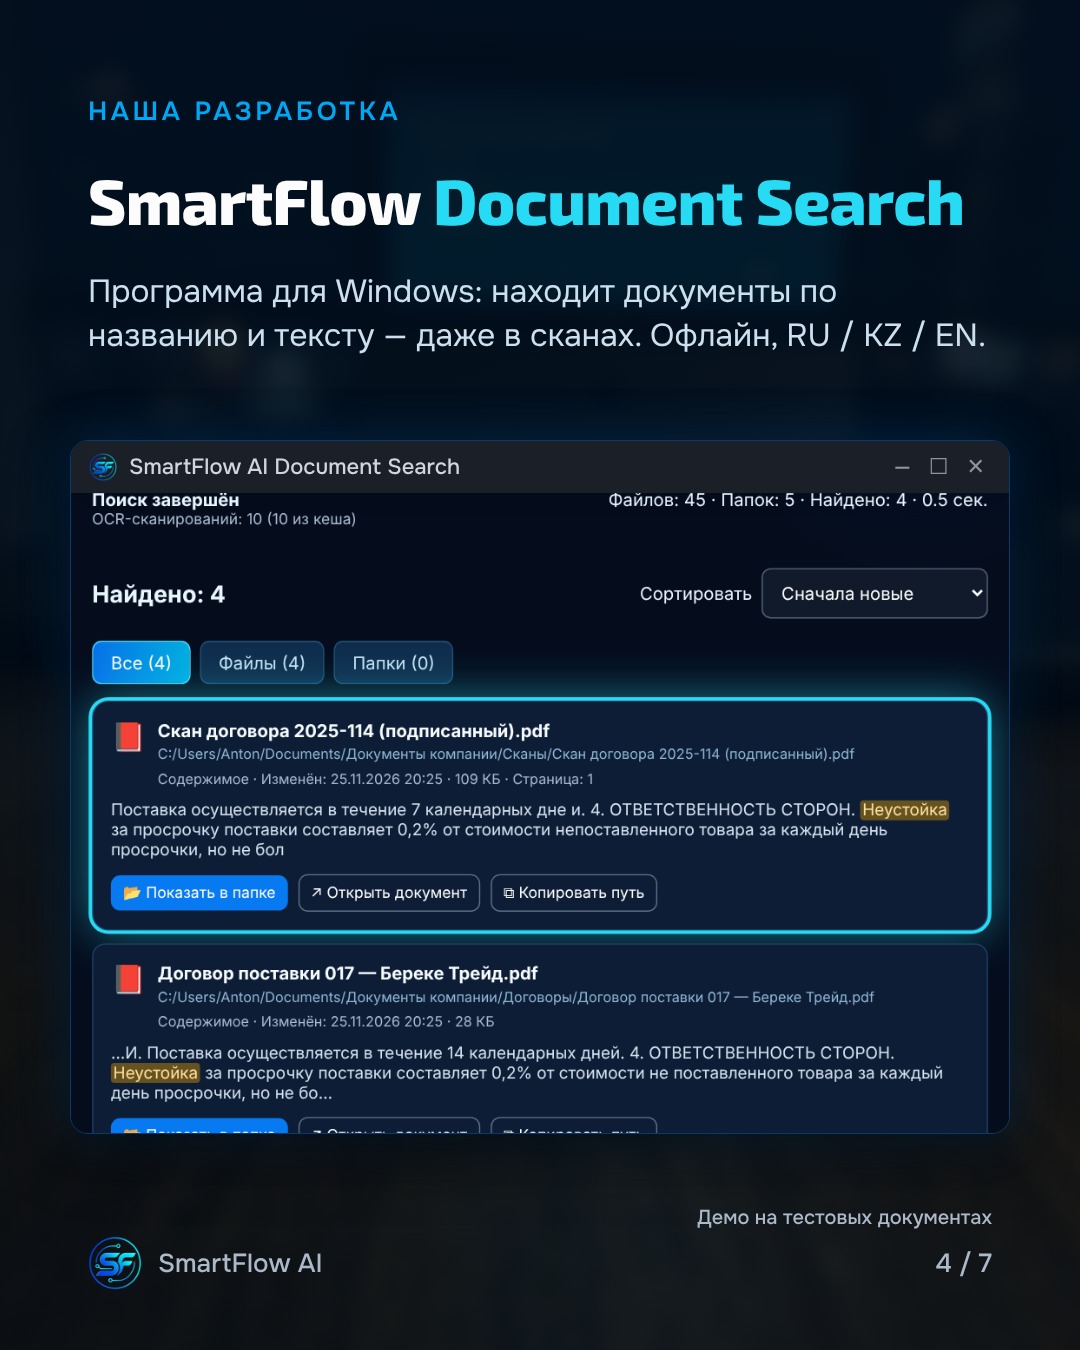 НАША РАЗРАБОТКА
SmartFlow Document Search
Программа для Windows: находит документы по
названию и тексту — даже в сканах. Офлайн, RU / KZ / EN.
SmartFlow AI Document Search
Поиск завершён
Файлов: 45 · Папок: 5 · Найдено: 4 · 0.5 сек.
OCR-сканирований: 10 (10 из кеша)
Найдено: 4
Сортировать
Сначала новые
Все (4)
Файлы (4)
Папки (0)
Скан договора 2025-114 (подписанный).pdf
C:/Users/Anton/Documents/Документы компании/Сканы/Скан договора 2025-114 (подписанный).pdf
Содержимое · Изменён: 25.11.2026 20:25 · 109 КБ · Страница: 1
Поставка осуществляется в течение 7 календарных дне и. 4. ОТВЕТСТВЕННОСТЬ СТОРОН. Неустойка
за просрочку поставки составляет 0,2% от стоимости непоставленного товара за каждый день
просрочки, но не бол
Показать в папке
Открыть документ
Копировать путь
Договор поставки 017 — Береке Трейд.pdf
C:/Users/Anton/Documents/Документы компании/Договоры/Договор поставки 017 — Береке Трейд.pdf
Содержимое · Изменён: 25.11.2026 20:25 · 28 КБ
...И. Поставка осуществляется в течение 14 календарных дней. 4. ОТВЕТСТВЕННОСТЬ СТОРОН.
Неустойка за просрочку поставки составляет 0,2% от стоимости не поставленного товара за каждый
день просрочки, но не бо...
Показать в папке
Открыть документ
Копировать путь
Демо на тестовых документах
SF SmartFlow AI
4 / 7